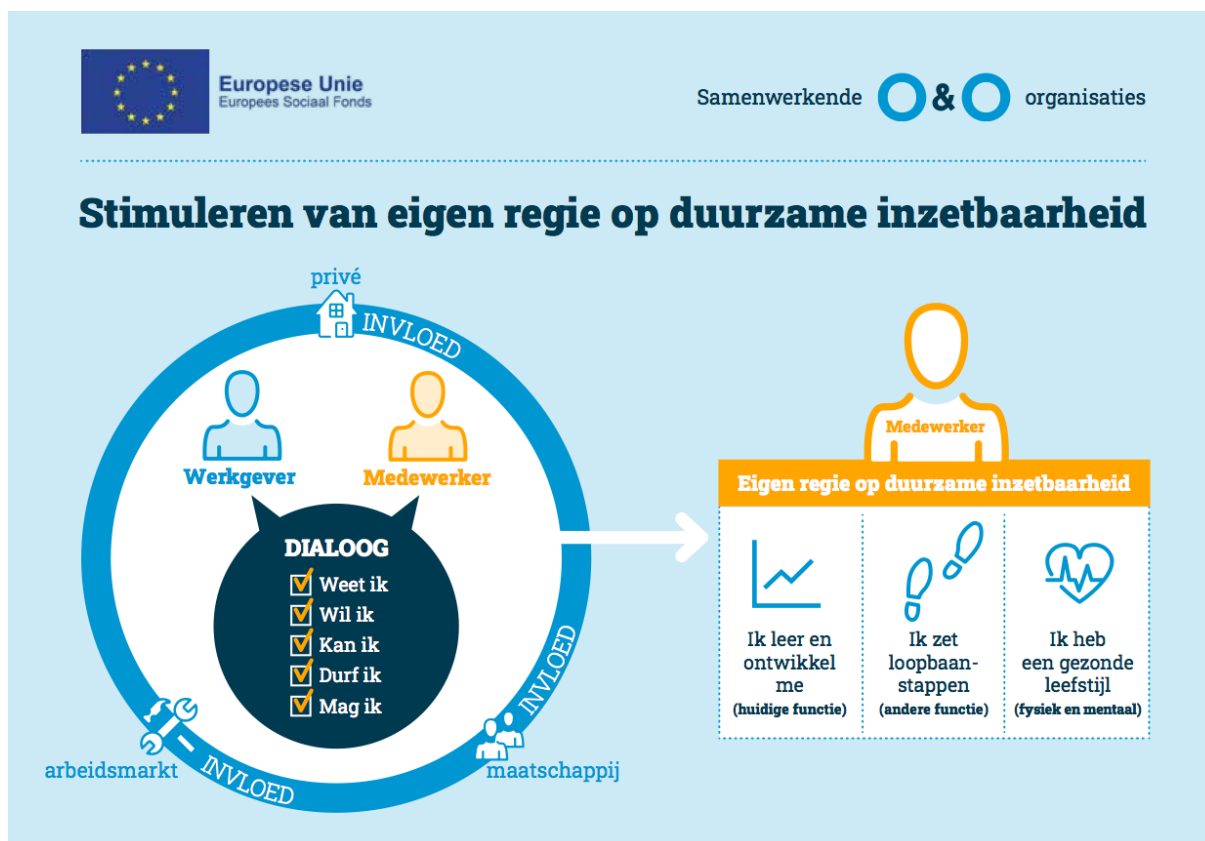 Europese Unie
Europees Sociaal Fonds
Samenwerkende O&O organisaties
Stimuleren van eigen regie op duurzame inzetbaarheid
privé
INVLOED
Werkgever
Medewerker
DIALOOG
Weet ik
Wil ik
Kan ik
Durf ik
Mag ik
INVLOED
maatschappij
arbeidsmarkt
INVLOED
Medewerker
Eigen regie op duurzame inzetbaarheid
Ik leer en
ontwikkel
me
(huidige functie)
Ik zet
loopbaan-
stappen
(andere functie)
Ik heb
een gezonde
leefstijl
(fysiek en mentaal)